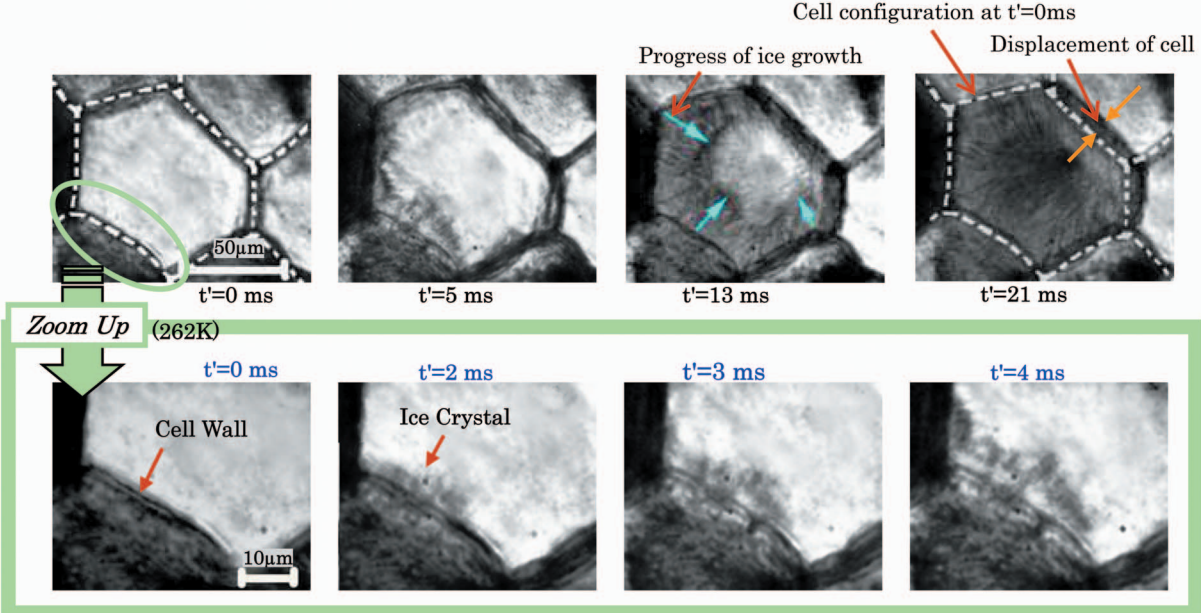 Cell configuration at t'=0ms
Progress of ice growth
Displacement of cell
50μm
t'=0 ms
t'=5 ms
t'=13 ms
t'=21 ms
Zoom Up
(262K)
t'=0 ms
t'=2 ms
t'=3 ms
t'=4 ms
Cell Wall
Ice Crystal
10μm